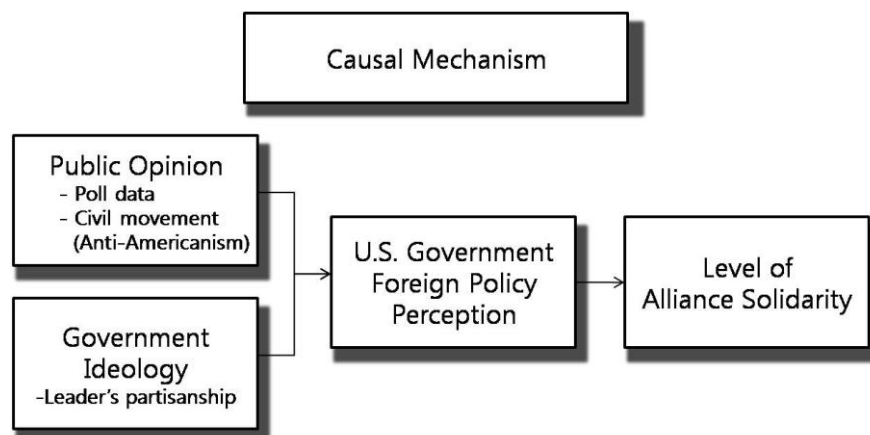 Causal Mechanism
Public Opinion
- Poll data
- Civil movement
(Anti-Americanism)
Government
Ideology
-Leader's partisanship
U.S. Government
Foreign Policy
Perception
Level of
Alliance Solidarity